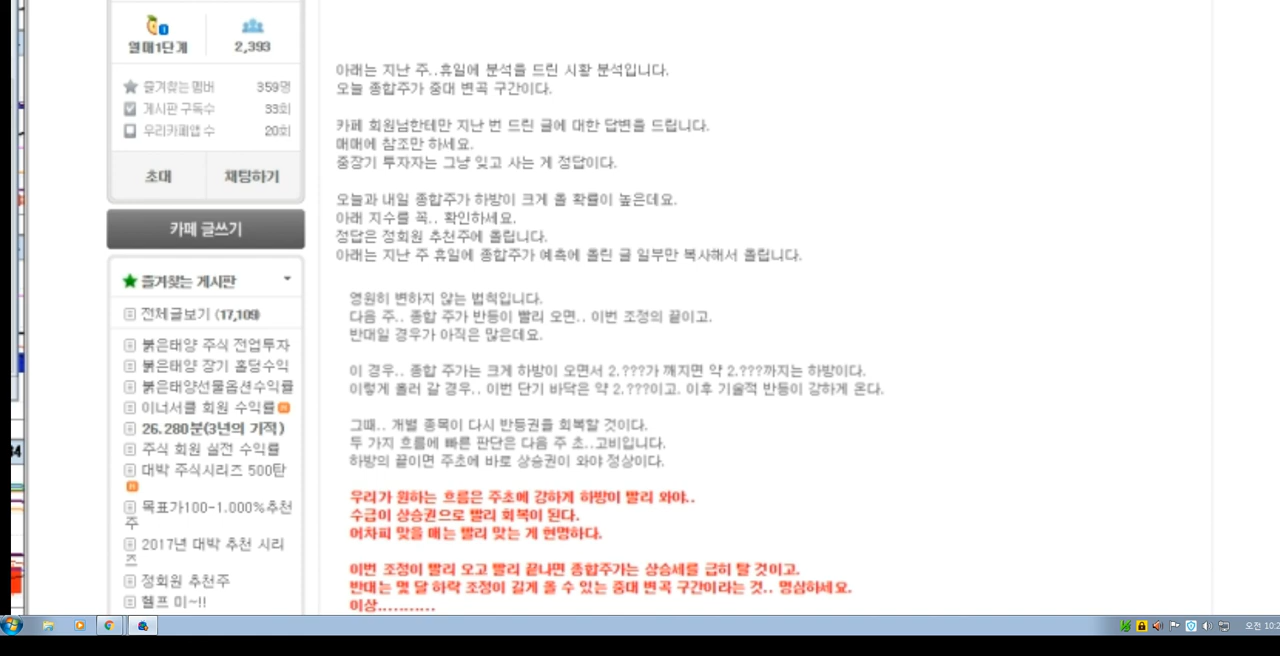 열매1단계
2,393
즐겨찾는 멤버 359명
게시판 구독수 33회
우리카페앱 수 20회
초대 채팅하기
카페 글쓰기
즐겨찾는 게시판
전체글보기 (17,109)
붉은태양 주식 전업투자
붉은태양 장기 홀딩수익
붉은태양선물옵션수익률
이너서클 회원 수익률
26.280분(3년의 기적)
주식 회원 실전 수익률
대박 주식시리즈 500탄
목표가100-1.000%추천
주
2017년 대박 추천 시리
즈
정회원 추천주
헬프 미~!!
아래는 지난 주..휴일에 분석을 드린 시황 분석입니다.
오늘 종합주가 중대 변곡 구간이다.
카페 회원님한테만 지난 번 드린 글에 대한 답변을 드립니다.
매매에 참조만 하세요.
중장기 투자자는 그냥 잊고 사는 게 정답이다.
오늘과 내일 종합주가 하방이 크게 올 확률이 높은데요.
아래 지수를 꼭.. 확인하세요.
정답은 정회원 추천주에 올립니다.
아래는 지난 주 휴일에 종합주가 예측에 올린 글 일부만 복사해서 올립니다.
영원히 변하지 않는 법칙입니다.
다음 주.. 종합 주가 반등이 빨리 오면.. 이번 조정의 끝이고.
반대일 경우가 아직은 많은데요.
이 경우.. 종합 주가는 크게 하방이 오면서 2.???가 깨지면 약 2.???까지는 하방이다.
이렇게 흘러 갈 경우.. 이번 단기 바닥은 약 2.???이고. 이후 기술적 반등이 강하게 온다.
그때.. 개별 종목이 다시 반등권을 회복할 것이다.
두 가지 흐름에 빠른 판단은 다음 주 초..고비입니다.
하방의 끝이면 주초에 바로 상승권이 와야 정상이다.
우리가 원하는 흐름은 주초에 강하게 하방이 빨리 와야..
수급이 상승권으로 빨리 회복이 된다.
어차피 맞을 매는 빨리 맞는 게 현명하다.
이번 조정이 빨리 오고 빨리 끝나면 종합주가는 상승세를 급히 탈 것이고.
반대는 몇 달 하락 조정이 길게 올 수 있는 중대 변곡 구간이라는 것.. 명심하세요.
이상...........
오전 10:2